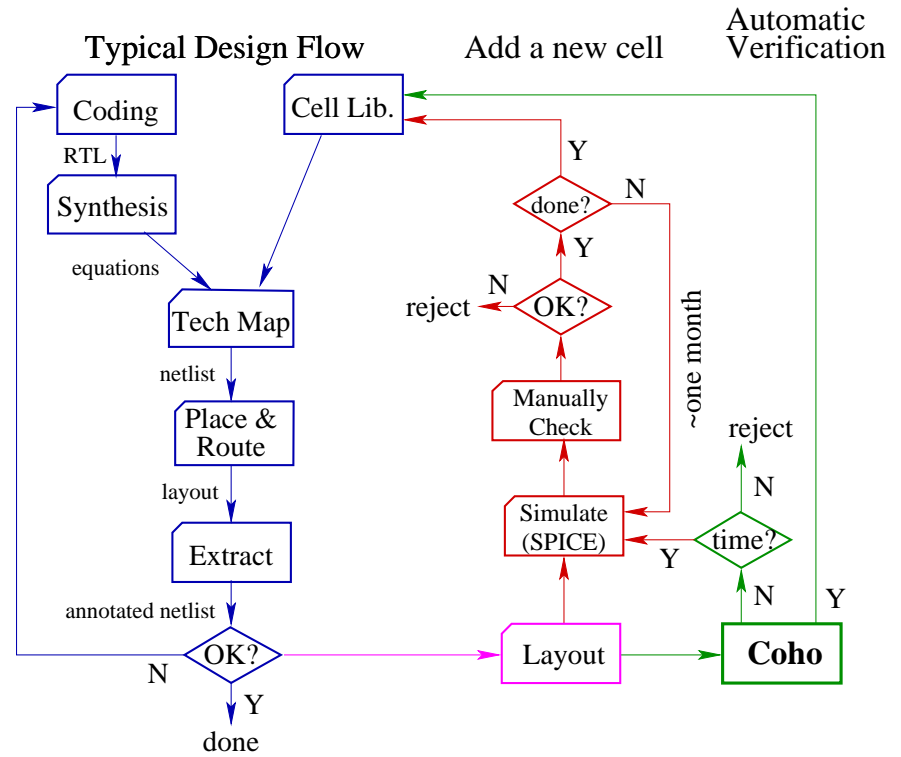 Typical Design Flow
Add a new cell
Automatic
Verification
Coding
Cell Lib.
RTL
Synthesis
equations
Tech Map
netlist
Place &
Route
layout
Extract
annotated netlist
OK?
N
Y
done
Y
done?
N
Y
N
OK?
reject
Manually
Check
~one month
Simulate
(SPICE)
Layout
reject
N
time?
Y
N
Y
Coho